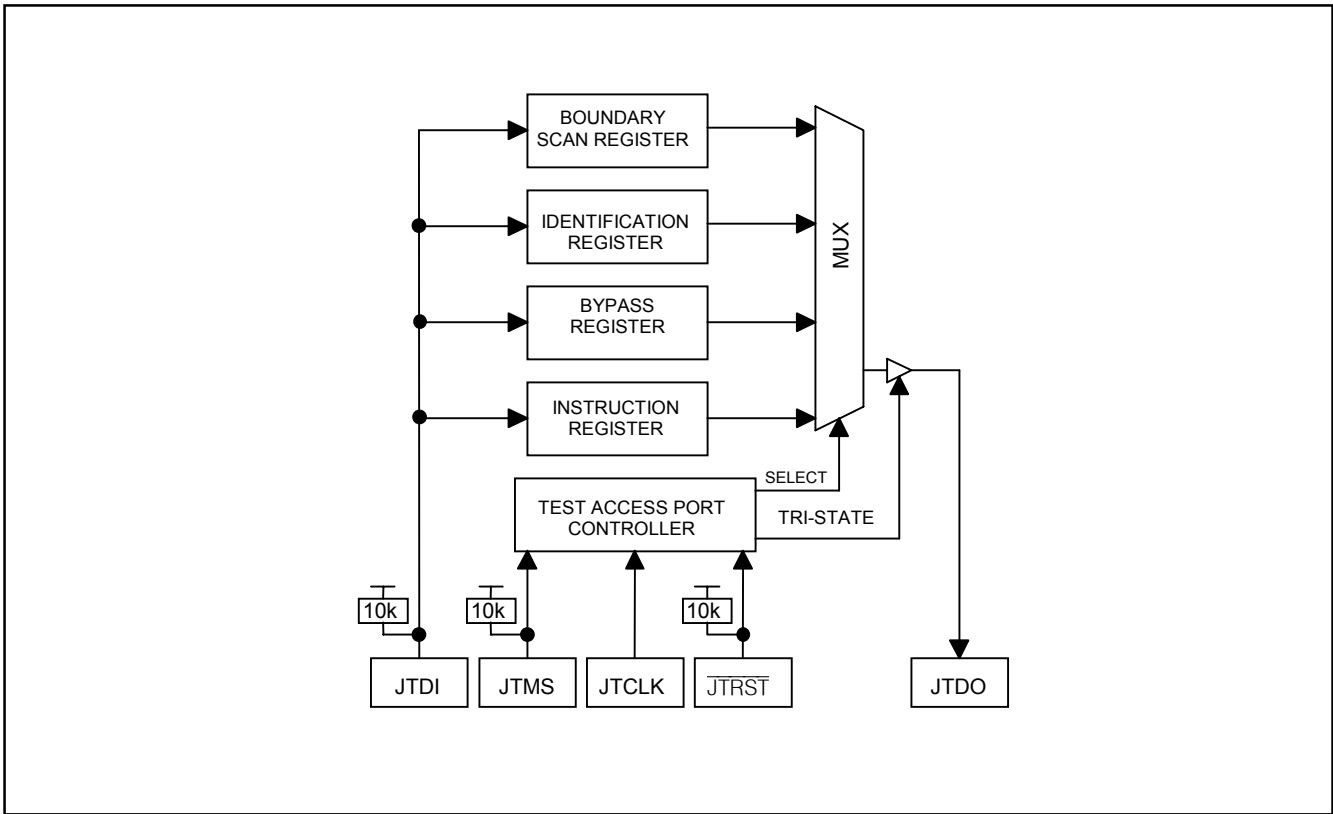 BOUNDARY
SCAN REGISTER
IDENTIFICATION
REGISTER
BYPASS
REGISTER
INSTRUCTION
REGISTER
MUX
SELECT
TEST ACCESS PORT
CONTROLLER
TRI-STATE
10k
10k
10k
JTDI
JTMS
JTCLK
JTRST
JTDO